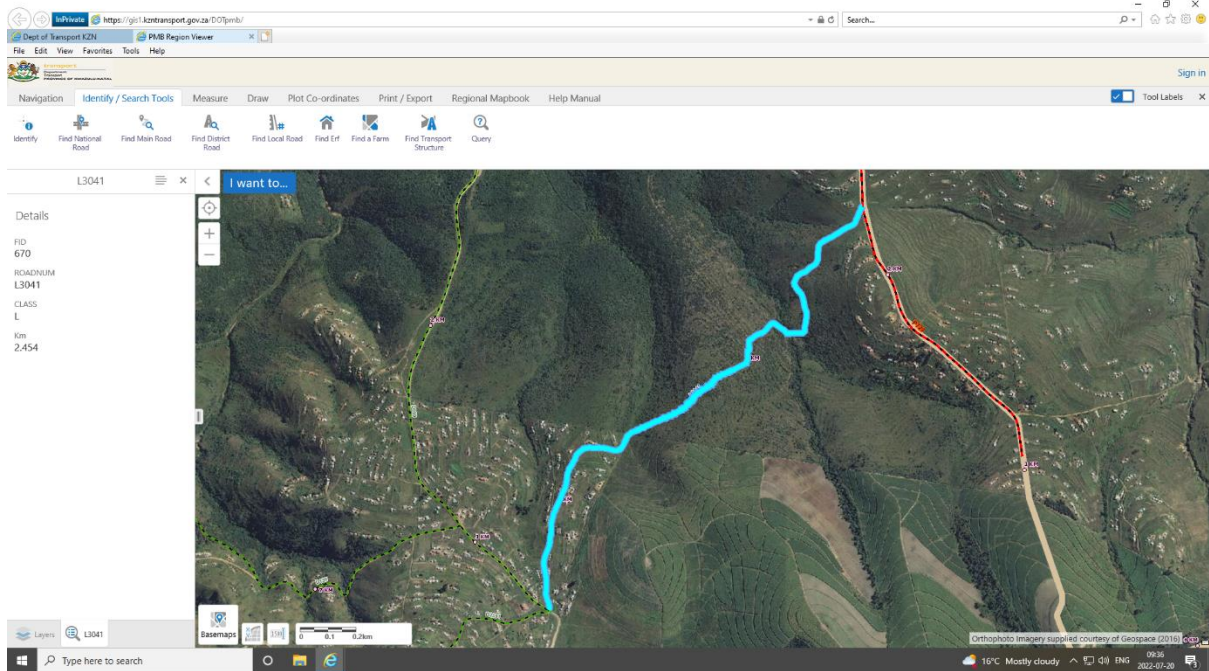 InPrivate https://gis1.kzntransport.gov.za/DOTpmb/ Search...
Dept of Transport KZN PMB Region Viewer
File Edit View Favorites Tools Help
PROVINCE OF KWAZULU-NATAL
Sign in
Navigation Identify / Search Tools Measure Draw Plot Co-ordinates Print / Export Regional Mapbook Help Manual Tool Labels
Identify Find National Road Find Main Road Find District Road Find Local Road Find Erf Find a Farm Find Transport Structure Query
L3041
I want to...
Details
FID
670
ROADNUM
L3041
CLASS
L
Km
2.454
Basemaps
0 0.1 0.2km
Orthophoto Imagery supplied courtesy of Geospace (2016)
Layers L3041
Type here to search
16°C Mostly cloudy ENG
09:36
2022-07-20